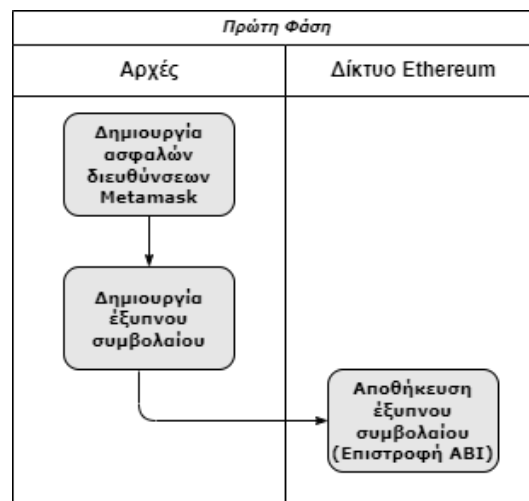 Πρώτη Φάση
Αρχές
Δίκτυο Ethereum
Δημιουργία
ασφαλών
διευθύνσεων
Metamask
Δημιουργία
έξυπνου
συμβολαίου
Αποθήκευση
έξυπνου
συμβολαίου
(Επιστροφή ABI)